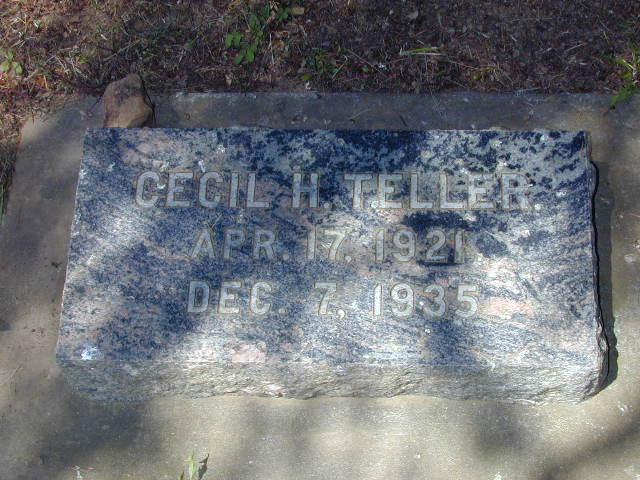 CECIL H. TELLER
APR. 17, 1921
DEC. 7, 1935